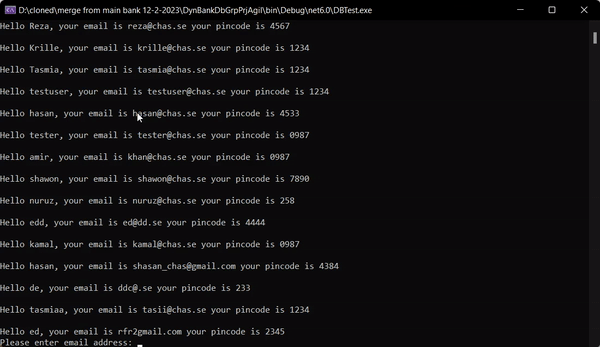 D:\cloned\merge from main bank 12-2-2023\DynBankDbGrpPrjAgil\bin\Debug\net6.0\DBTest.exe
Hello Reza, your email is reza@chas.se your pincode is 4567
Hello Krille, your email is krille@chas.se your pincode is 1234
Hello Tasmia, your email is tasmia@chas.se your pincode is 1234
Hello testuser, your email is testuser@chas.se your pincode is 1234
Hello hasan, your email is hasan@chas.se your pincode is 4533
Hello tester, your email is tester@chas.se your pincode is 0987
Hello amir, your email is khan@chas.se your pincode is 0987
Hello shawon, your email is shawon@chas.se your pincode is 7890
Hello nuruz, your email is nuruz@chas.se your pincode is 258
Hello edd, your email is ed@dd.se your pincode is 4444
Hello kamal, your email is kamal@chas.se your pincode is 0987
Hello hasan, your email is shasan_chas@gmail.com your pincode is 4384
Hello de, your email is ddc@.se your pincode is 233
Hello tasmiaa, your email is tasii@chas.se your pincode is 1234
Hello ed, your email is rfr2gmail.com your pincode is 2345
Please enter email address: